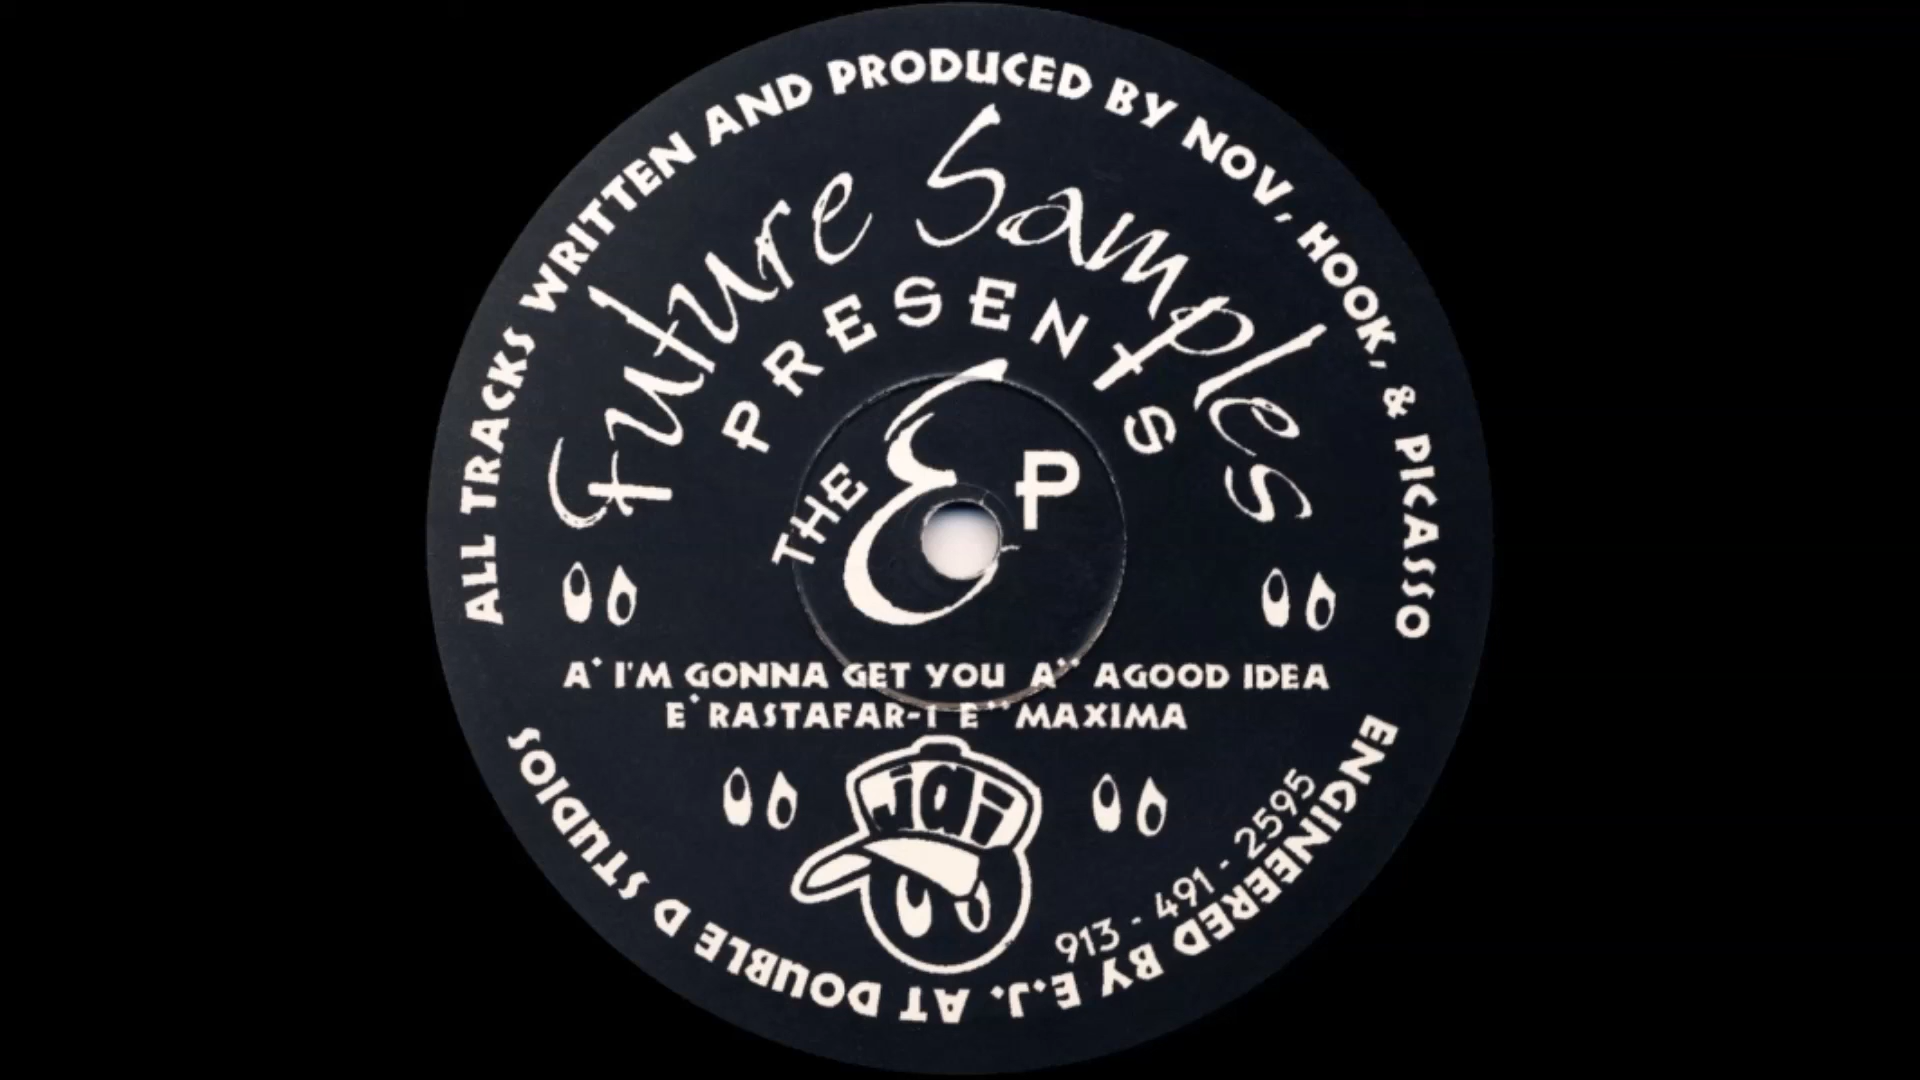 ALL TRACKS WRITTEN AND PRODUCED BY NOV, HOOK, & PICASSO
Future Samples
PRESENTS
THE E P
A• I'M GONNA GET YOU A•• AGOOD IDEA
E• RASTAFAR-I E•• MAXIMA
jai
913 - 491 - 2595
ENGINEERED BY E.J. AT DOUBLE D STUDIOS